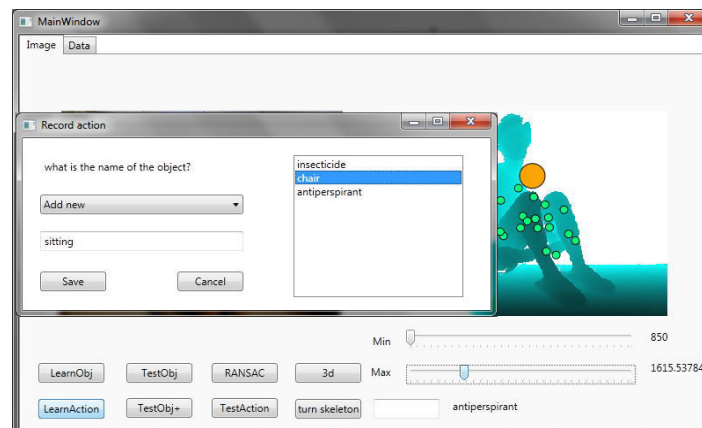 MainWindow
Image Data
Record action
what is the name of the object?
insecticide
chair
antiperspirant
Add new
sitting
Save Cancel
Min 850
LearnObj TestObj RANSAC 3d Max 1615.53784
LearnAction TestObj+ TestAction turn skeleton antiperspirant